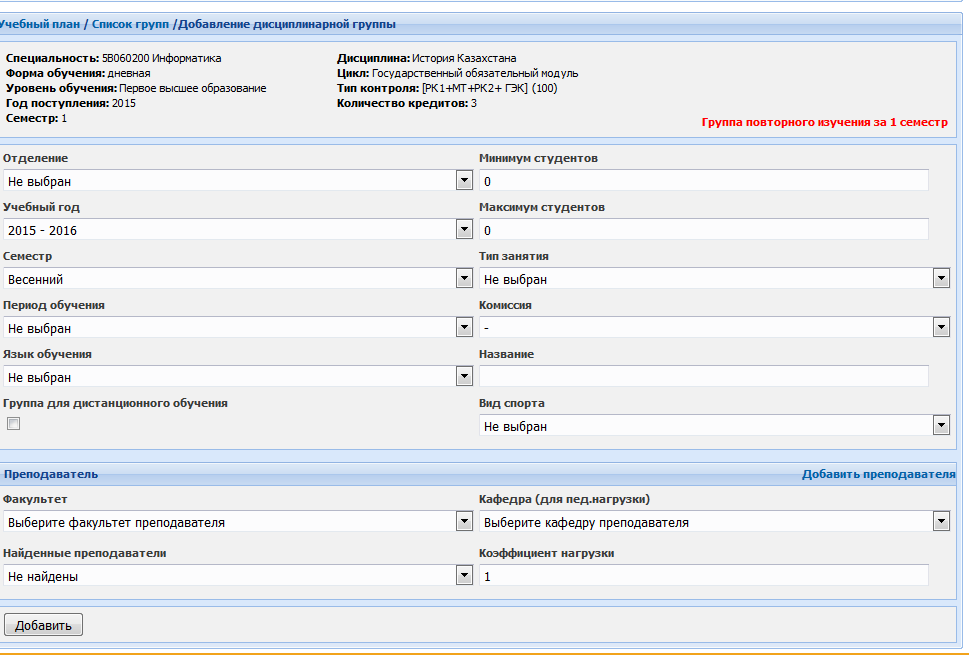 Учебный план / Список групп /Добавление дисциплинарной группы
Специальность: 5В060200 Информатика
Форма обучения: дневная
Уровень обучения: Первое высшее образование
Год поступления: 2015
Семестр: 1
Дисциплина: История Казахстана
Цикл: Государственный обязательный модуль
Тип контроля: [РК1+МТ+РК2+ ГЭК] (100)
Количество кредитов: 3
Группа повторного изучения за 1 семестр
Отделение
Не выбран
Минимум студентов
0
Учебный год
2015 - 2016
Максимум студентов
0
Семестр
Весенний
Тип занятия
Не выбран
Период обучения
Не выбран
Комиссия
-
Язык обучения
Не выбран
Название
Группа для дистанционного обучения
Вид спорта
Не выбран
Преподаватель
Добавить преподавателя
Факультет
Выберите факультет преподавателя
Кафедра (для пед.нагрузки)
Выберите кафедру преподавателя
Найденные преподаватели
Не найдены
Коэффициент нагрузки
1
Добавить